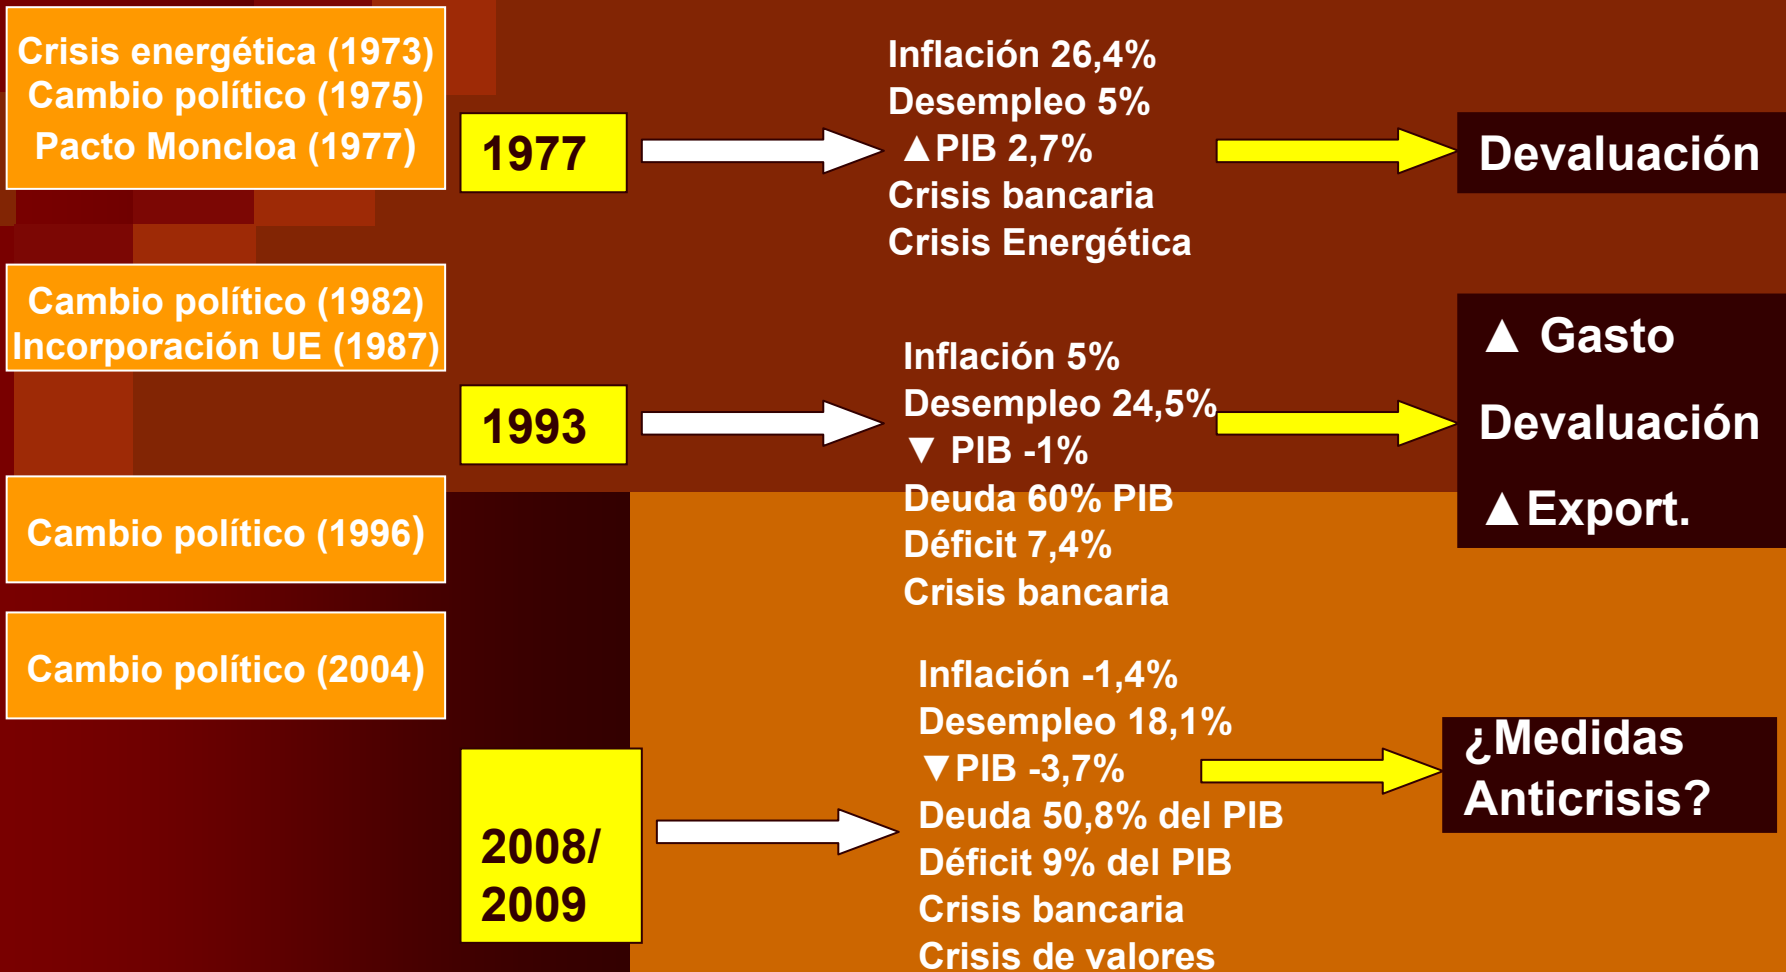 Crisis energética (1973)
Cambio político (1975)
Pacto Moncloa (1977)
1977
Inflación 26,4%
Desempleo 5%
▲PIB 2,7%
Crisis bancaria
Crisis Energética
Devaluación
Cambio político (1982)
Incorporación UE (1987)
1993
Inflación 5%
Desempleo 24,5%
▼ PIB -1%
Deuda 60% PIB
Déficit 7,4%
Crisis bancaria
▲ Gasto
Devaluación
▲Export.
Cambio político (1996)
Cambio político (2004)
2008/
2009
Inflación -1,4%
Desempleo 18,1%
▼PIB -3,7%
Deuda 50,8% del PIB
Déficit 9% del PIB
Crisis bancaria
Crisis de valores
¿Medidas
Anticrisis?